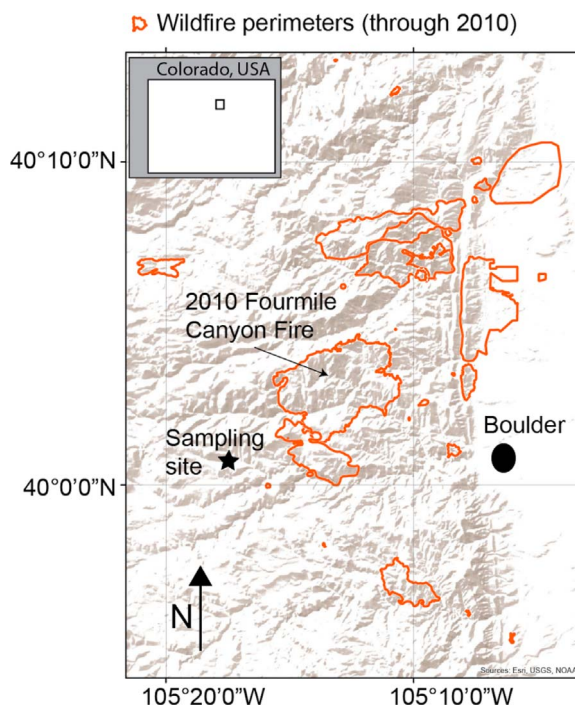 Wildfire perimeters (through 2010)
Colorado, USA
40°10'0"N
2010 Fourmile
Canyon Fire
Sampling
site
Boulder
40°0'0"N
N
Sources: Esri, USGS, NOAA
105°20'0"W
105°10'0"W